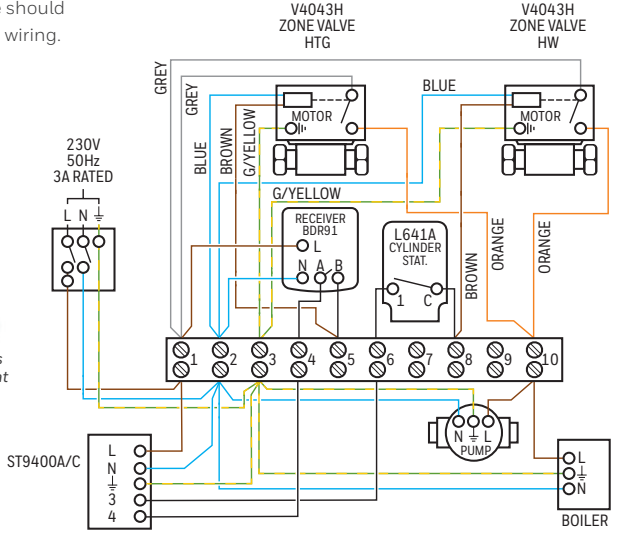 e should
wiring.
V4043H
ZONE VALVE
HTG
V4043H
ZONE VALVE
HW
GREY
GREY
BLUE
MOTOR
MOTOR
230V
50Hz
3A RATED
L N
BLUE
BROWN
G/YELLOW
G/YELLOW
RECEIVER
BDR91
L
N A B
L641A
CYLINDER
STAT.
1 C
BROWN
ORANGE
ORANGE
s
nt
1 2 3 4 5 6 7 8 9 10
ST9400A/C
L
N
3
4
N L
PUMP
L
N
BOILER